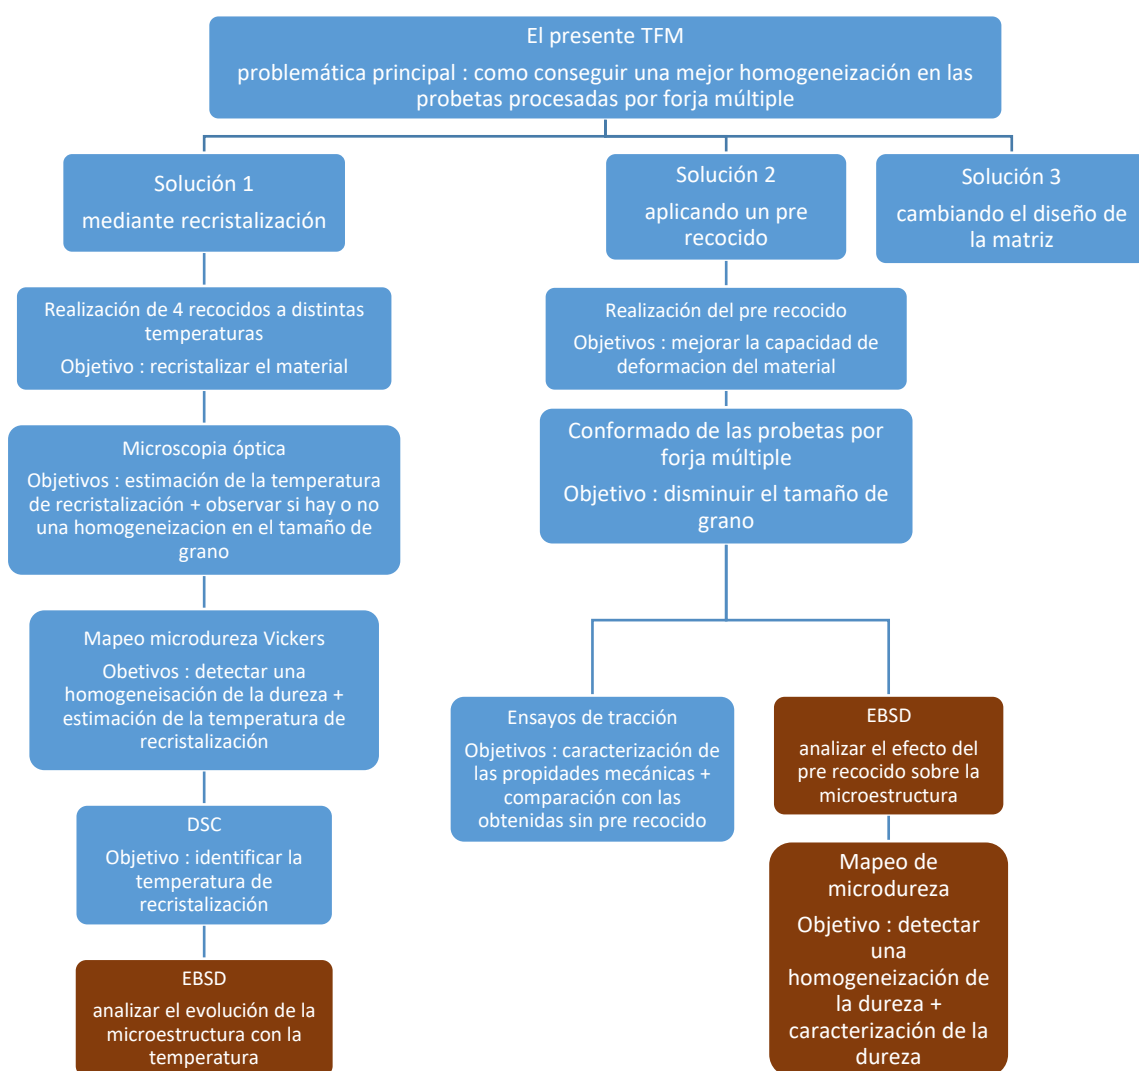 El presente TFM
problemática principal : como conseguir una mejor homogeneización en las
probetas procesadas por forja múltiple
Solución 1
mediante recristalización
Solución 2
aplicando un pre
recocido
Solución 3
cambiando el diseño de
la matriz
Realización de 4 recocidos a distintas
temperaturas
Objetivo : recristalizar el material
Microscopia óptica
Objetivos : estimación de la temperatura
de recristalización + observar si hay o no
una homogeneizacion en el tamaño de
grano
Mapeo microdureza Vickers
Obetivos : detectar una
homogeneisación de la dureza +
estimación de la temperatura de
recristalización
DSC
Objetivo : identificar la
temperatura de
recristalización
EBSD
analizar el evolución de la
microestructura con la
temperatura
Realización del pre recocido
Objetivos : mejorar la capacidad de
deformacion del material
Conformado de las probetas por
forja múltiple
Objetivo : disminuir el tamaño de
grano
Ensayos de tracción
Objetivos : caracterización de
las propidades mecánicas +
comparación con las
obtenidas sin pre recocido
EBSD
analizar el efecto del
pre recocido sobre la
microestructura
Mapeo de
microdureza
Objetivo : detectar
una
homogeneización de
la dureza +
caracterización de la
dureza